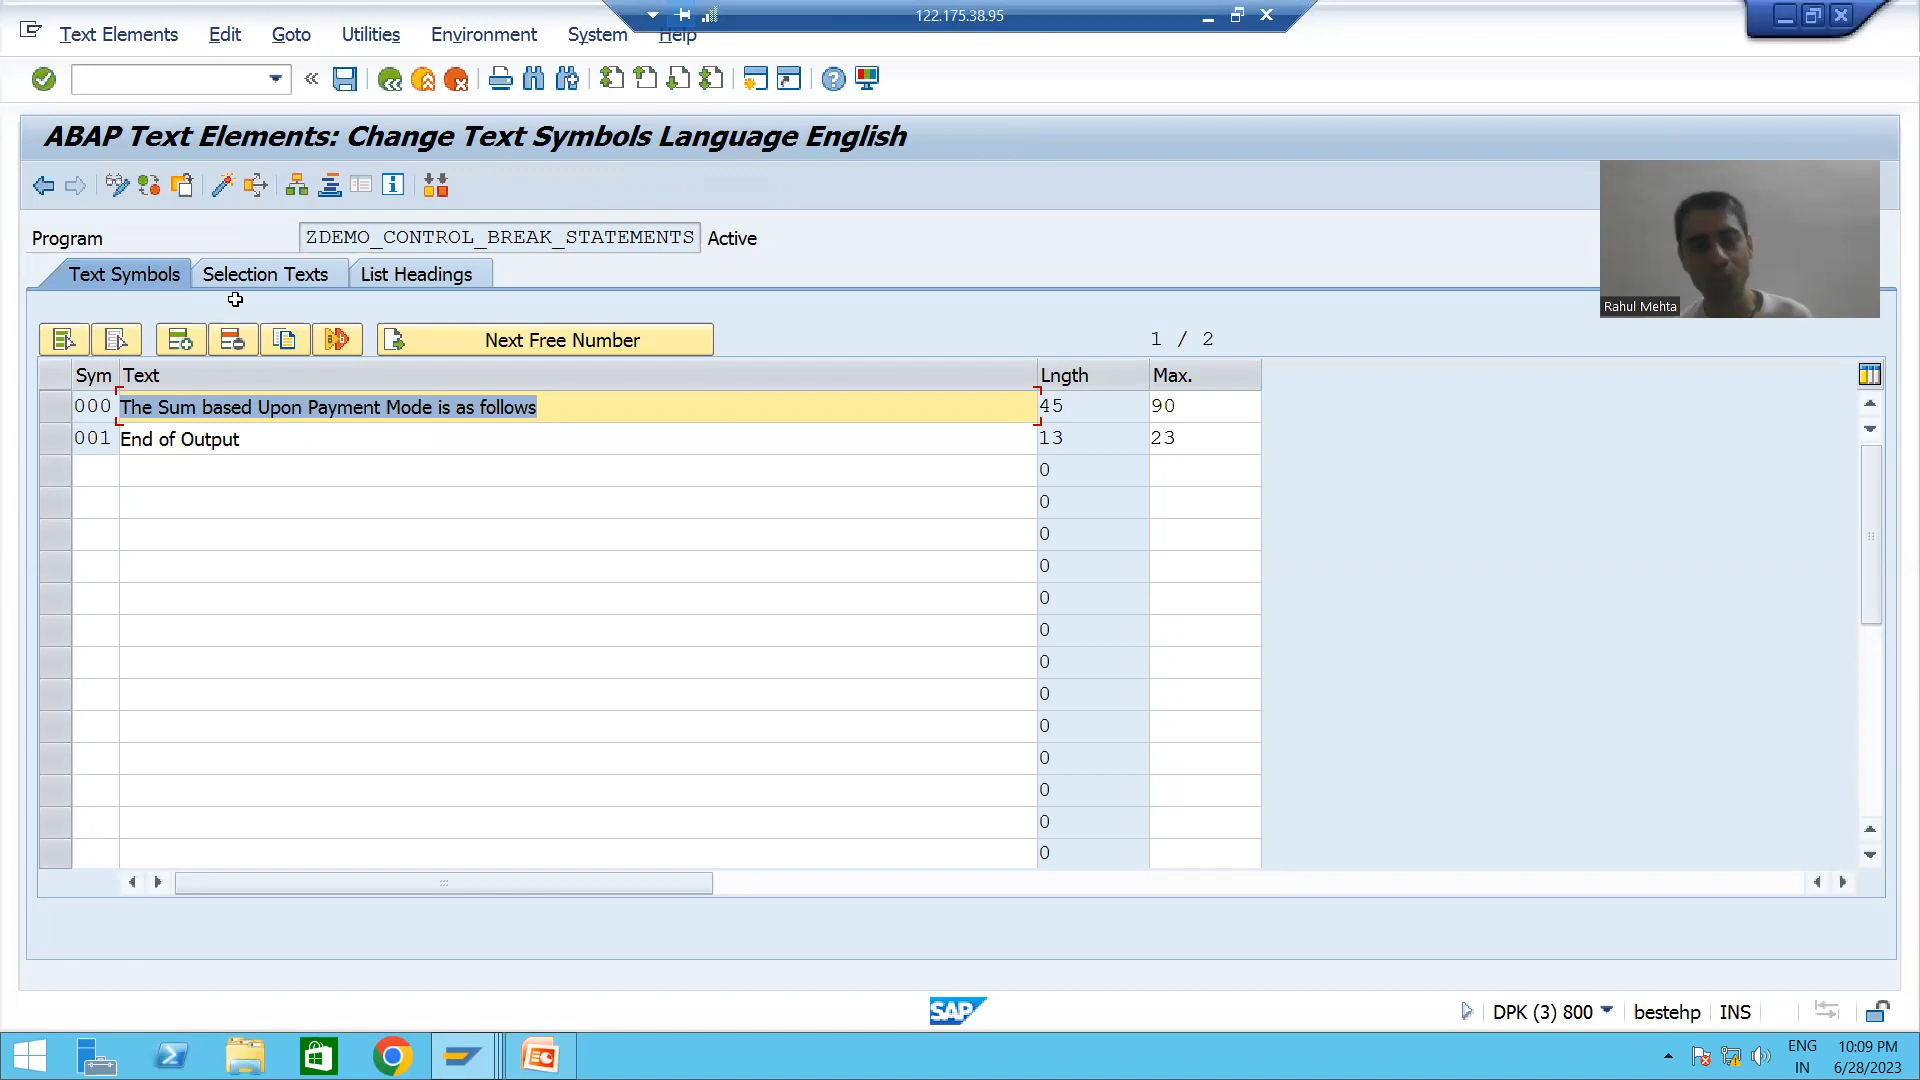 122.175.38.95
Text Elements Edit Goto Utilities Environment System Help
ABAP Text Elements: Change Text Symbols Language English
Program ZDEMO_CONTROL_BREAK_STATEMENTS Active
Text Symbols Selection Texts List Headings
Rahul Mehta
Next Free Number 1 / 2
Sym Text Lngth Max.
000 The Sum based Upon Payment Mode is as follows 45 90
001 End of Output 13 23
0
0
0
0
0
0
0
0
0
0
0
0
0
SAP DPK (3) 800 bestehp INS
ENG 10:09 PM
IN 6/28/2023